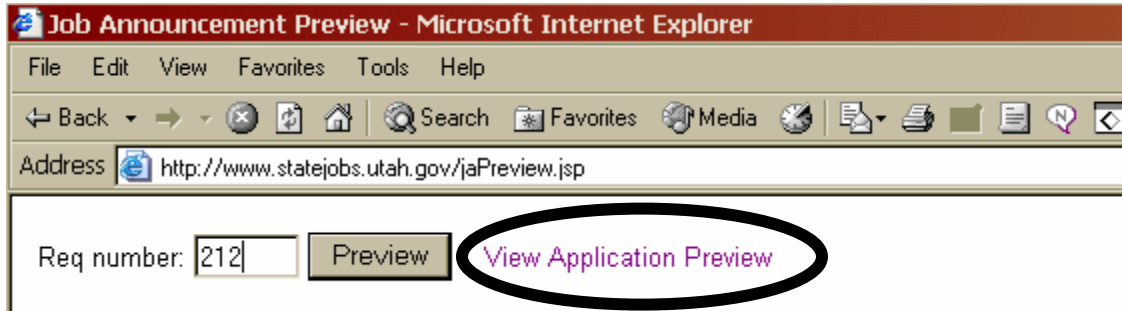 Job Announcement Preview - Microsoft Internet Explorer
File Edit View Favorites Tools Help
Back Search Favorites Media
Address http://www.statejobs.utah.gov/jaPreview.jsp
Req number: 212 Preview View Application Preview